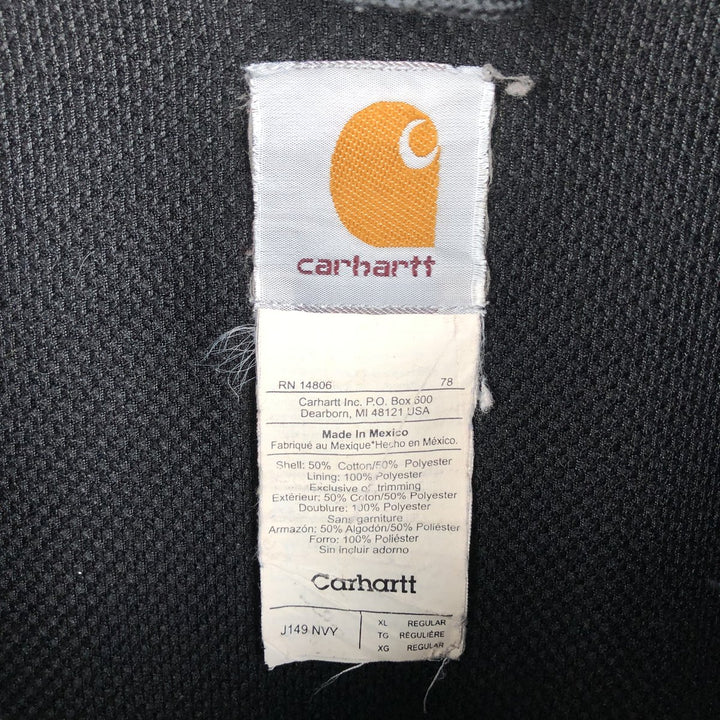 carhartt
RN 14806 78
Carhartt Inc. P.O. Box 600
Dearborn, MI 48121 USA
Made In Mexico
Fabriqué au Mexique*Hecho en México.
Shell: 50% Cotton/50% Polyester
Lining: 100% Polyester
Exclusive of trimming
Extérieur: 50% Coton/50% Polyester
Doublure: 100% Polyester
Sans garniture
Armazón: 50% Algodón/50% Poliéster
Forro: 100% Poliéster
Sin incluir adorno
Carhartt
J149 NVY
XL REGULAR
TG RÉGULIÈRE
XG REGULAR